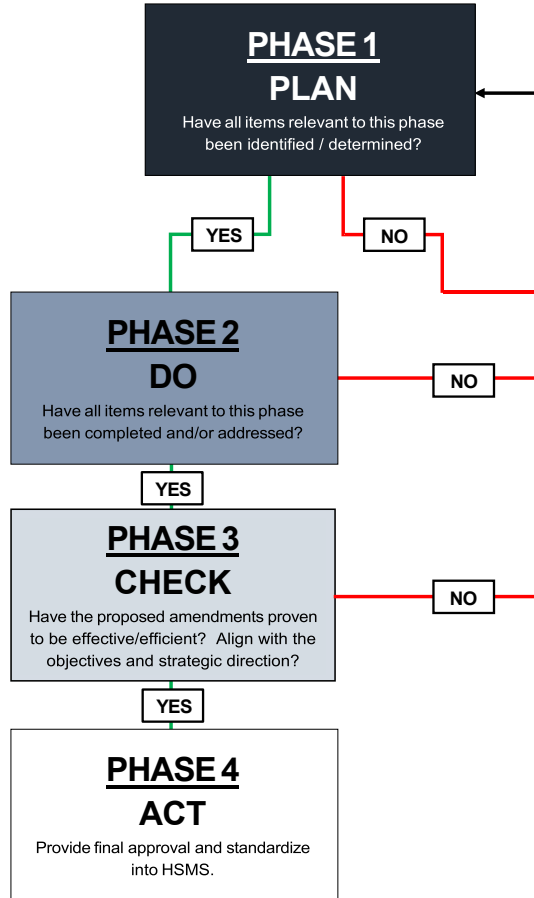 PHASE 1
PLAN
Have all items relevant to this phase
been identified / determined?
YES
NO
PHASE 2
DO
Have all items relevant to this phase
been completed and/or addressed?
NO
YES
PHASE 3
CHECK
Have the proposed amendments proven
to be effective/efficient? Align with the
objectives and strategic direction?
NO
YES
PHASE 4
ACT
Provide final approval and standardize
into HSMS.